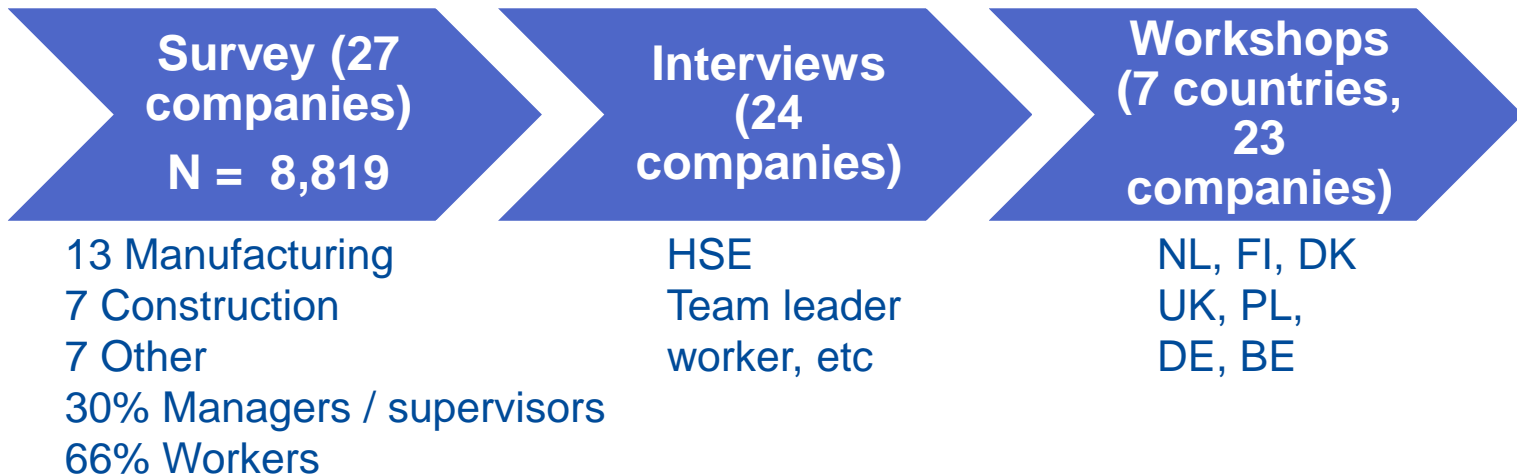 Survey (27
companies)
N = 8,819
Interviews
(24
companies)
Workshops
(7 countries,
23
companies)
13 Manufacturing
7 Construction
7 Other
30% Managers / supervisors
66% Workers
HSE
Team leader
worker, etc
NL, FI, DK
UK, PL,
DE, BE